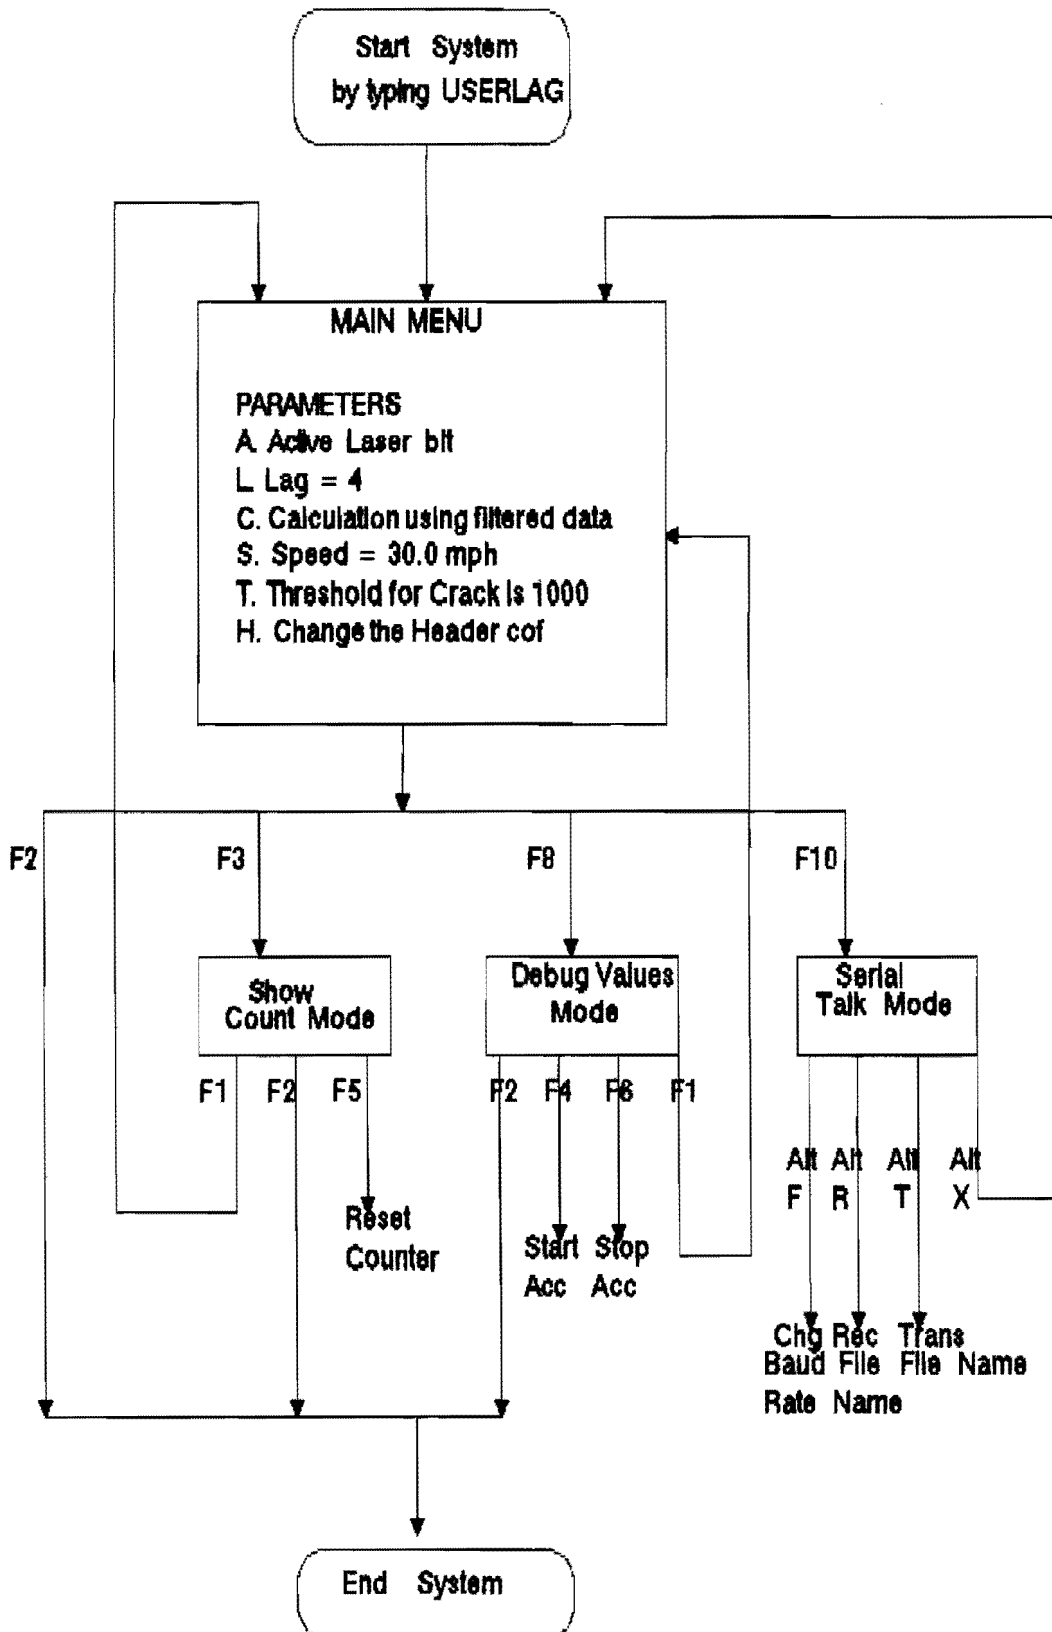 Start System
by typing USERLAG
MAIN MENU
PARAMETERS
A. Active Laser bit
L. Lag = 4
C. Calculation using filtered data
S. Speed = 30.0 mph
T. Threshold for Crack is 1000
H. Change the Header cof
F2
F3
F8
F10
Show
Count Mode
Debug Values
Mode
Serial
Talk Mode
F1
F2
F5
F2
F4
F6
F1
Alt
F
Alt
R
Alt
T
Alt
X
Reset
Counter
Start
Acc
Stop
Acc
Chg
Baud
Rate
Rec
File
Name
Trans
File Name
End System